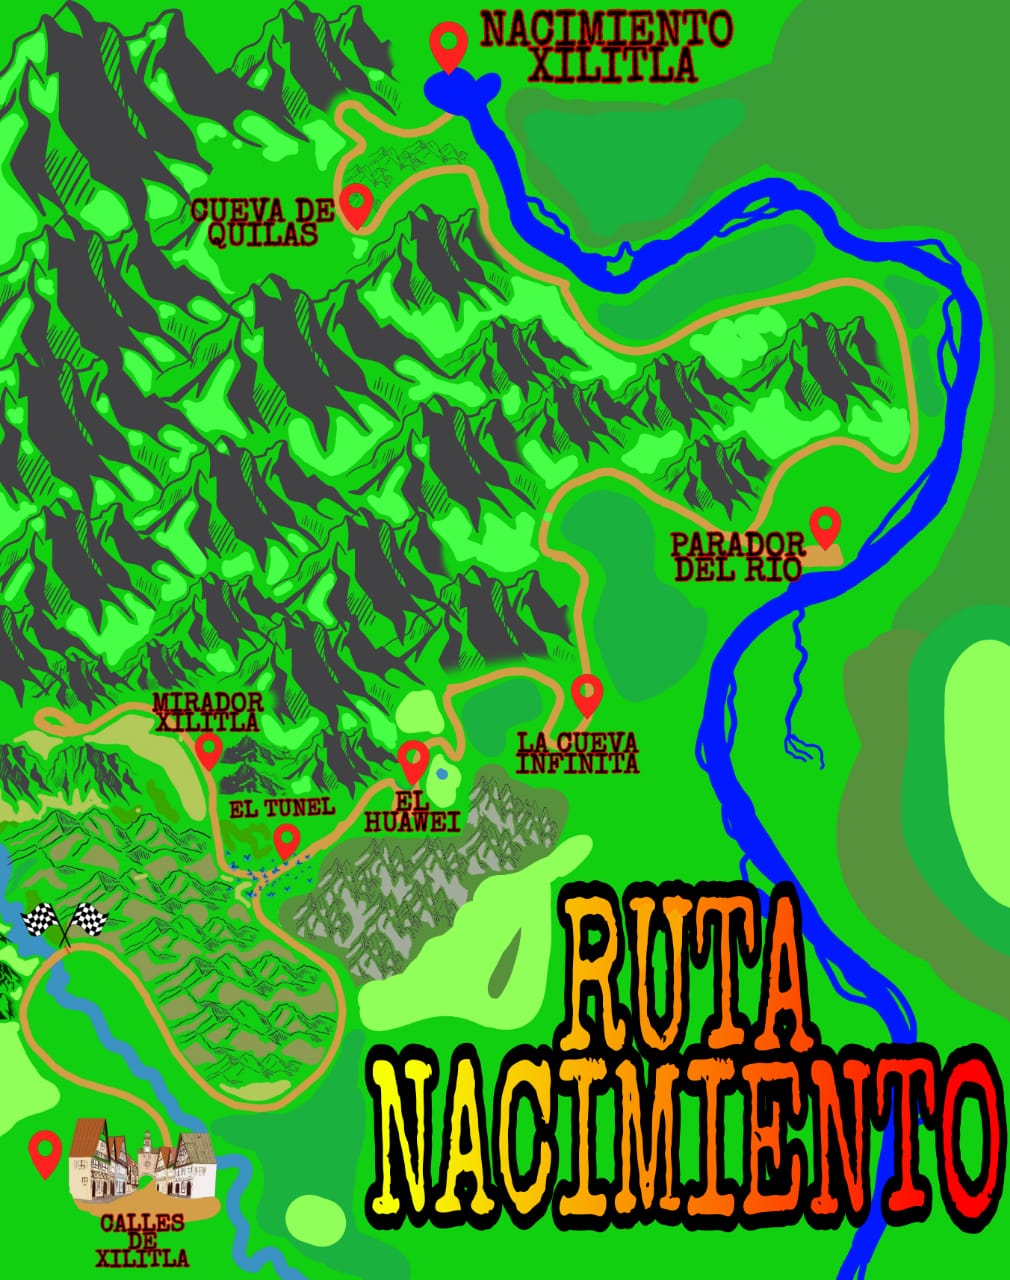 NACIMIENTO
XILITLA
CUEVA DE
QUILAS
PARADOR
DEL RIO
MIRADOR
XILITLA
LA CUEVA
INFINITA
EL TUNEL
EL
HUAWEI
RUTA
NACIMIENTO
CALLES
DE
XILITLA